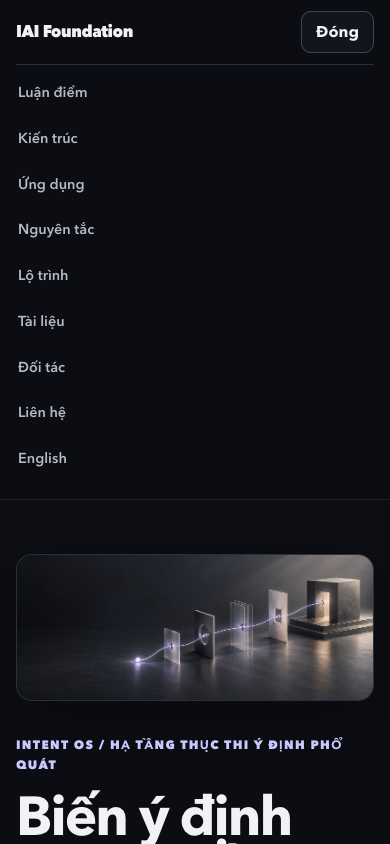 IAI Foundation
Đóng
Luận điểm
Kiến trúc
Ứng dụng
Nguyên tắc
Lộ trình
Tài liệu
Đối tác
Liên hệ
English
INTENT OS / HẠ TẦNG THỰC THI Ý ĐỊNH PHỔ
QUÁT
Biến ý định